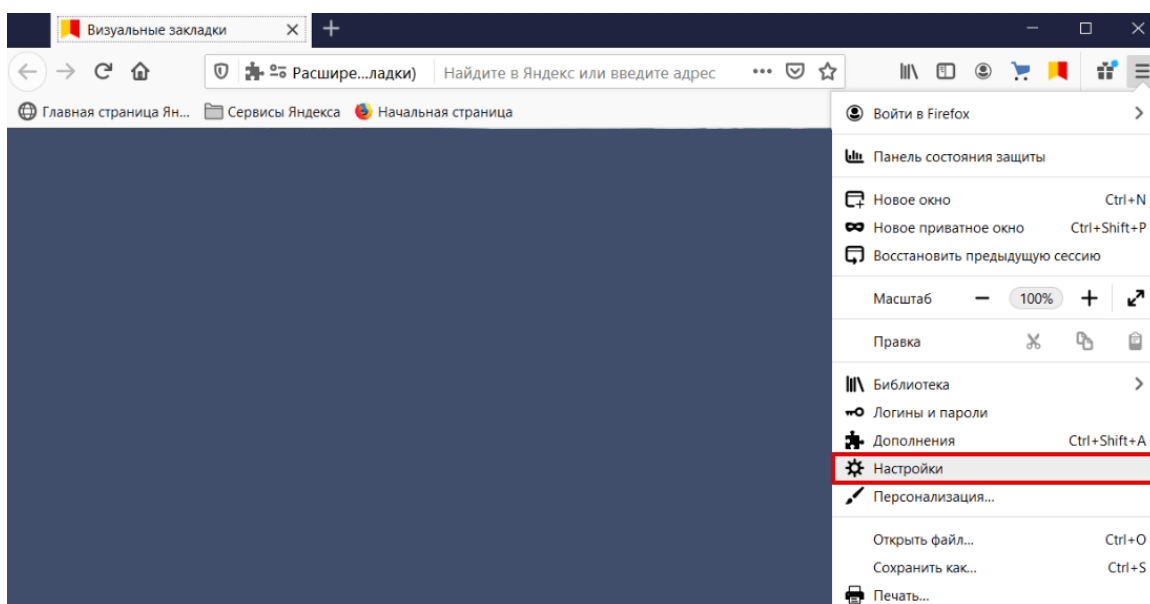 Визуальные закладки
Расшире...ладки) Найдите в Яндекс или введите адрес
Главная страница Ян... Сервисы Яндекса Начальная страница
Войти в Firefox
Панель состояния защиты
Новое окно Ctrl+N
Новое приватное окно Ctrl+Shift+P
Восстановить предыдущую сессию
Масштаб 100%
Правка
Библиотека
Логины и пароли
Дополнения Ctrl+Shift+A
Настройки
Персонализация...
Открыть файл... Ctrl+O
Сохранить как... Ctrl+S
Печать...